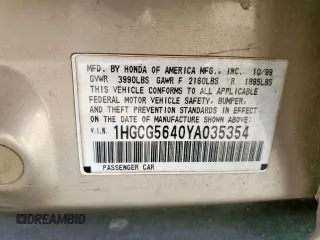 MFD. BY HONDA OF AMERICA MFG., INC. 10/99
GVWR 3990LBS GAWR F 2160LBS R 1895LBS
THIS VEHICLE CONFORMS TO ALL APPLICABLE
FEDERAL MOTOR VEHICLE SAFETY, BUMPER,
AND THEFT PREVENTION STANDARDS IN EFFECT ON
THE DATE OF MANUFACTURE SHOWN ABOVE.
V.I.N. 1HGCG5640YA035354
PASSENGER CAR
© DREAMBID